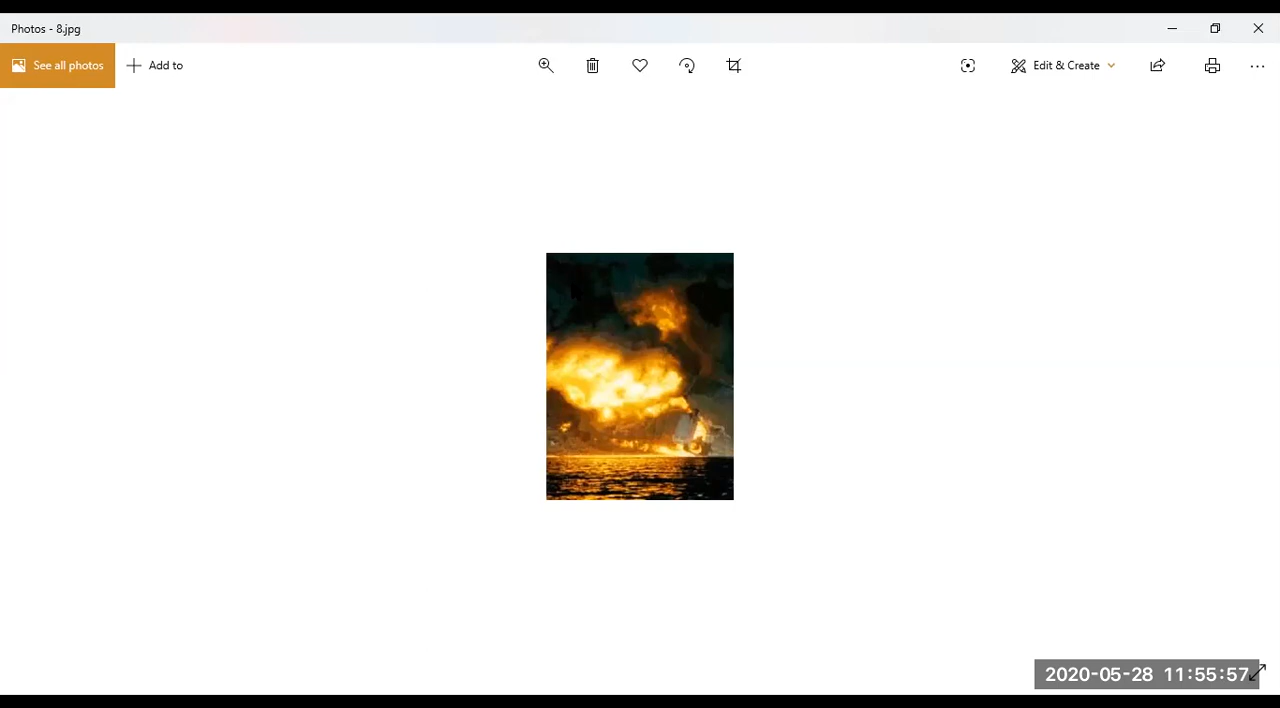 Photos - 8.jpg
See all photos
Add to
Edit & Create
2020-05-28 11:55:57